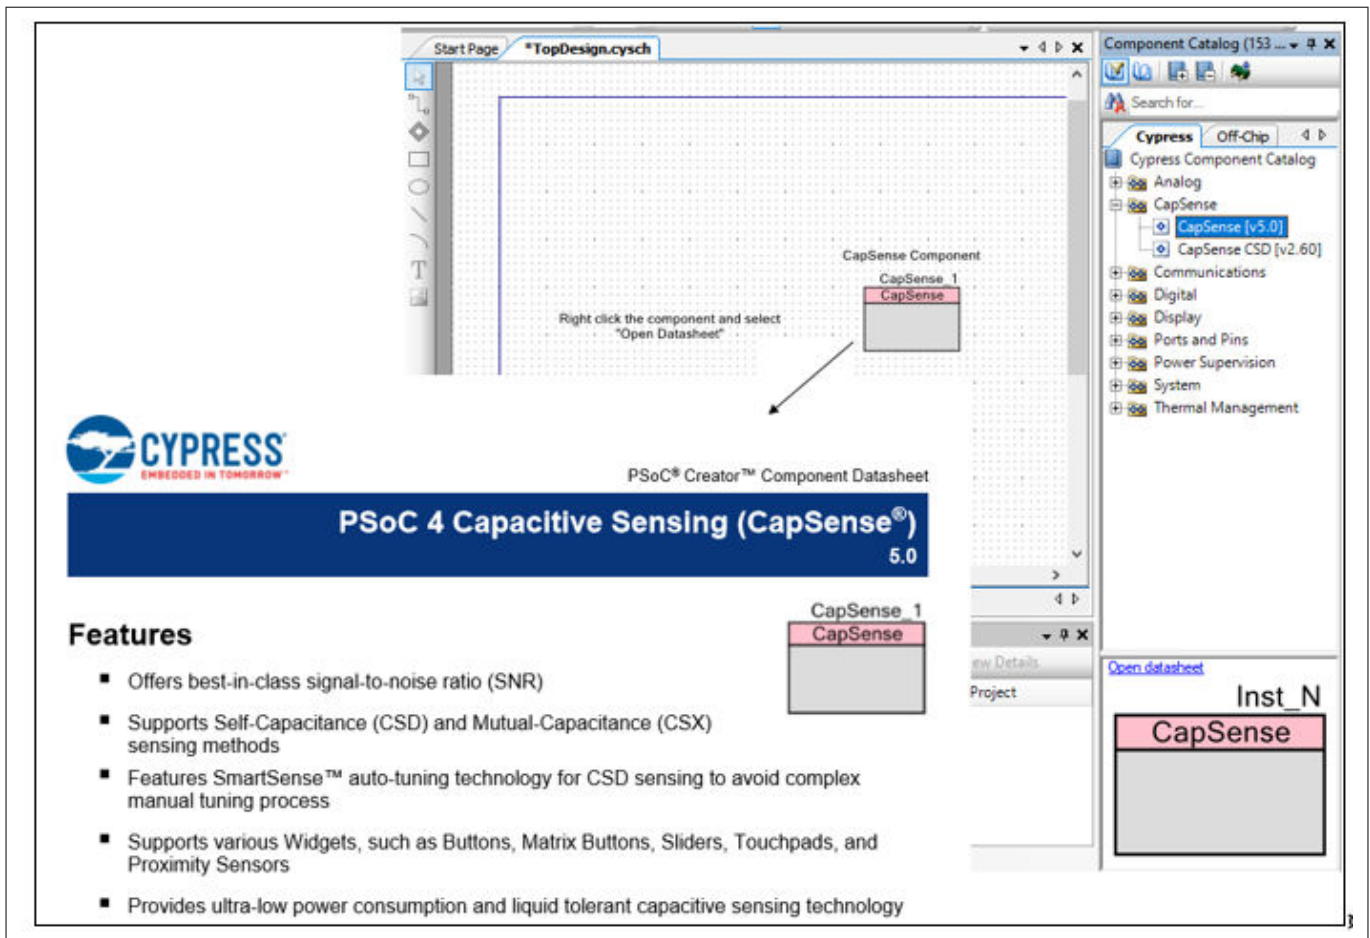 Start Page
*TopDesign.cysch
Component Catalog (153 ...
Search for...
Cypress
Off-Chip
Cypress Component Catalog
Analog
CapSense
CapSense [v5.0]
CapSense CSD [v2.60]
Communications
Digital
Display
Ports and Pins
Power Supervision
System
Thermal Management
CapSense Component
CapSense_1
CapSense
Right click the component and select
"Open Datasheet"
T
CYPRESS
EMBEDDED IN TOMORROW™
PSoC® Creator™ Component Datasheet
PSoC 4 Capacitive Sensing (CapSense®)
5.0
CapSense_1
CapSense
Features
■ Offers best-in-class signal-to-noise ratio (SNR)
■ Supports Self-Capacitance (CSD) and Mutual-Capacitance (CSX)
sensing methods
■ Features SmartSense™ auto-tuning technology for CSD sensing to avoid complex
manual tuning process
■ Supports various Widgets, such as Buttons, Matrix Buttons, Sliders, Touchpads, and
Proximity Sensors
■ Provides ultra-low power consumption and liquid tolerant capacitive sensing technology
Details
Project
Open datasheet
Inst_N
CapSense